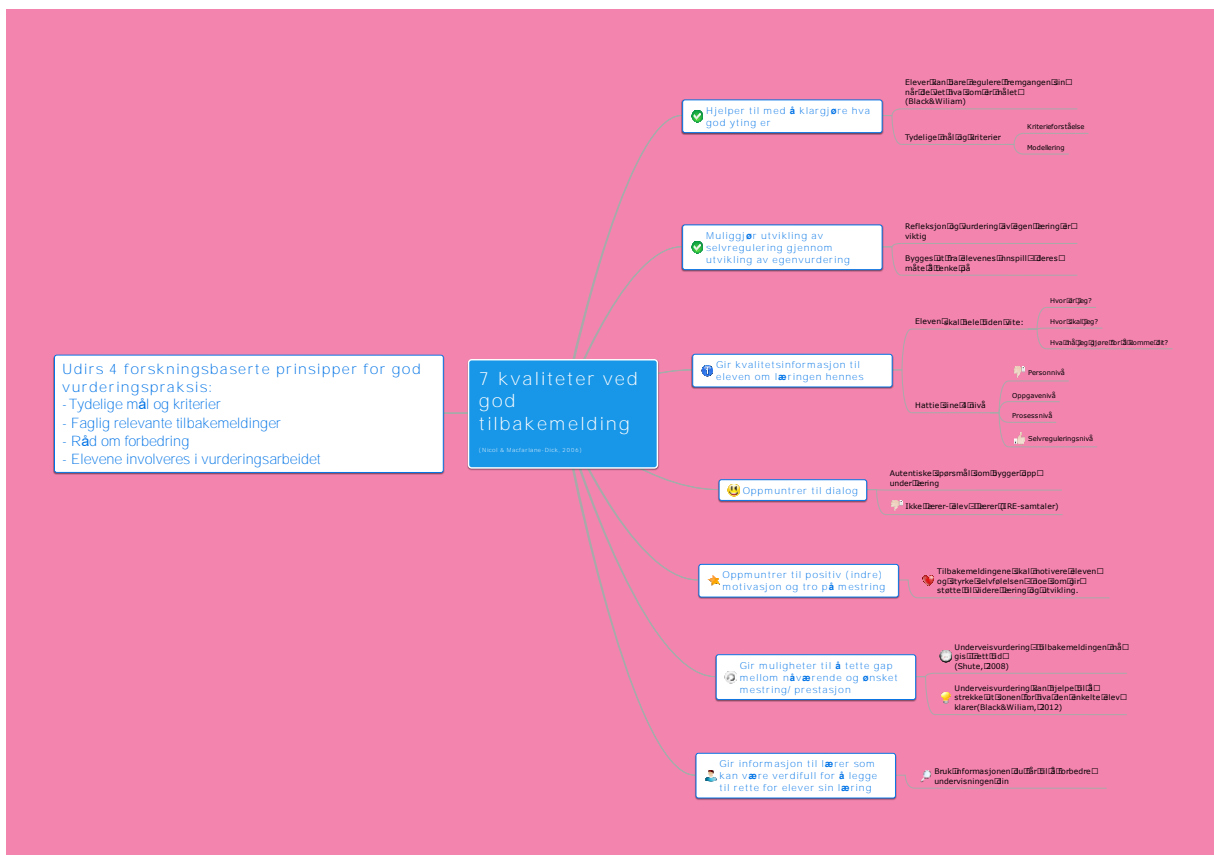 Udirs 4 forskningsbaserte prinsipper for god
vurderingspraksis:
- Tydelige mål og kriterier
- Faglig relevante tilbakemeldinger
- Råd om forbedring
- Elevene involveres i vurderingsarbeidet
7 kvaliteter ved
god
tilbakemelding
(Nicol & Macfarlane-Dick, 2006)
Hjelper til med å klargjøre hva
god yting er
Elever kan bare regulere fremgangen sin
når de vet hva som er målet
(Black&Wiliam)
Tydelige mål og kriterier
Kriterieforståelse
Modellering
Muliggjør utvikling av
selvregulering gjennom
utvikling av egenvurdering
Refleksjon og vurdering av egen læring er
viktig
Bygges ut fra elevenes innspill - deres
måte å tenke på
Gir kvalitetsinformasjon til
eleven om læringen hennes
Eleven skal hele tiden vite:
Hvor er jeg?
Hvor skal jeg?
Hva må jeg gjøre for å komme dit?
Hattie sine 4 nivå
Personnivå
Oppgavenivå
Prosessnivå
Selvreguleringsnivå
Oppmuntrer til dialog
Autentiske spørsmål som bygger opp
under læring
Ikke lærer- elev - lærer (IRE-samtaler)
Oppmuntrer til positiv (indre)
motivasjon og tro på mestring
Tilbakemeldingene skal motivere eleven
og styrke selvfølelsen - noe som gir
støtte til videre læring og utvikling.
Gir muligheter til å tette gap
mellom nåværende og ønsket
mestring/ prestasjon
Underveisvurdering - tilbakemeldingen må
gis i rett tid
(Shute, 2008)
Underveisvurdering kan hjelpe til å
strekke ut sonen for hva den enkelte elev
klarer(Black&Wiliam, 2012)
Gir informasjon til lærer som
kan være verdifull for å legge
til rette for elever sin læring
Bruk informasjonen du får til å forbedre
undervisningen din